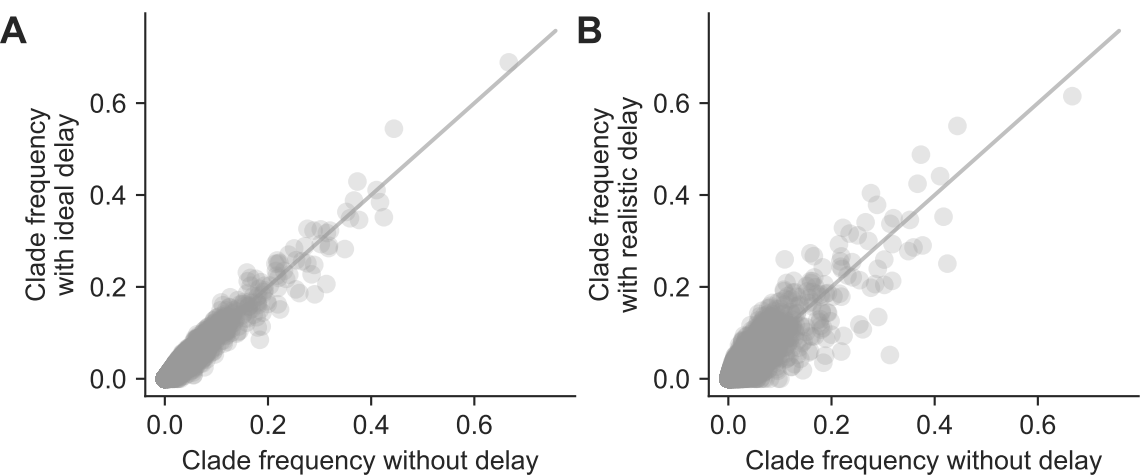 A
Clade frequency
with ideal delay
0.6
0.4
0.2
0.0
0.0 0.2 0.4 0.6
Clade frequency without delay
B
Clade frequency
with realistic delay
0.6
0.4
0.2
0.0
0.0 0.2 0.4 0.6
Clade frequency without delay